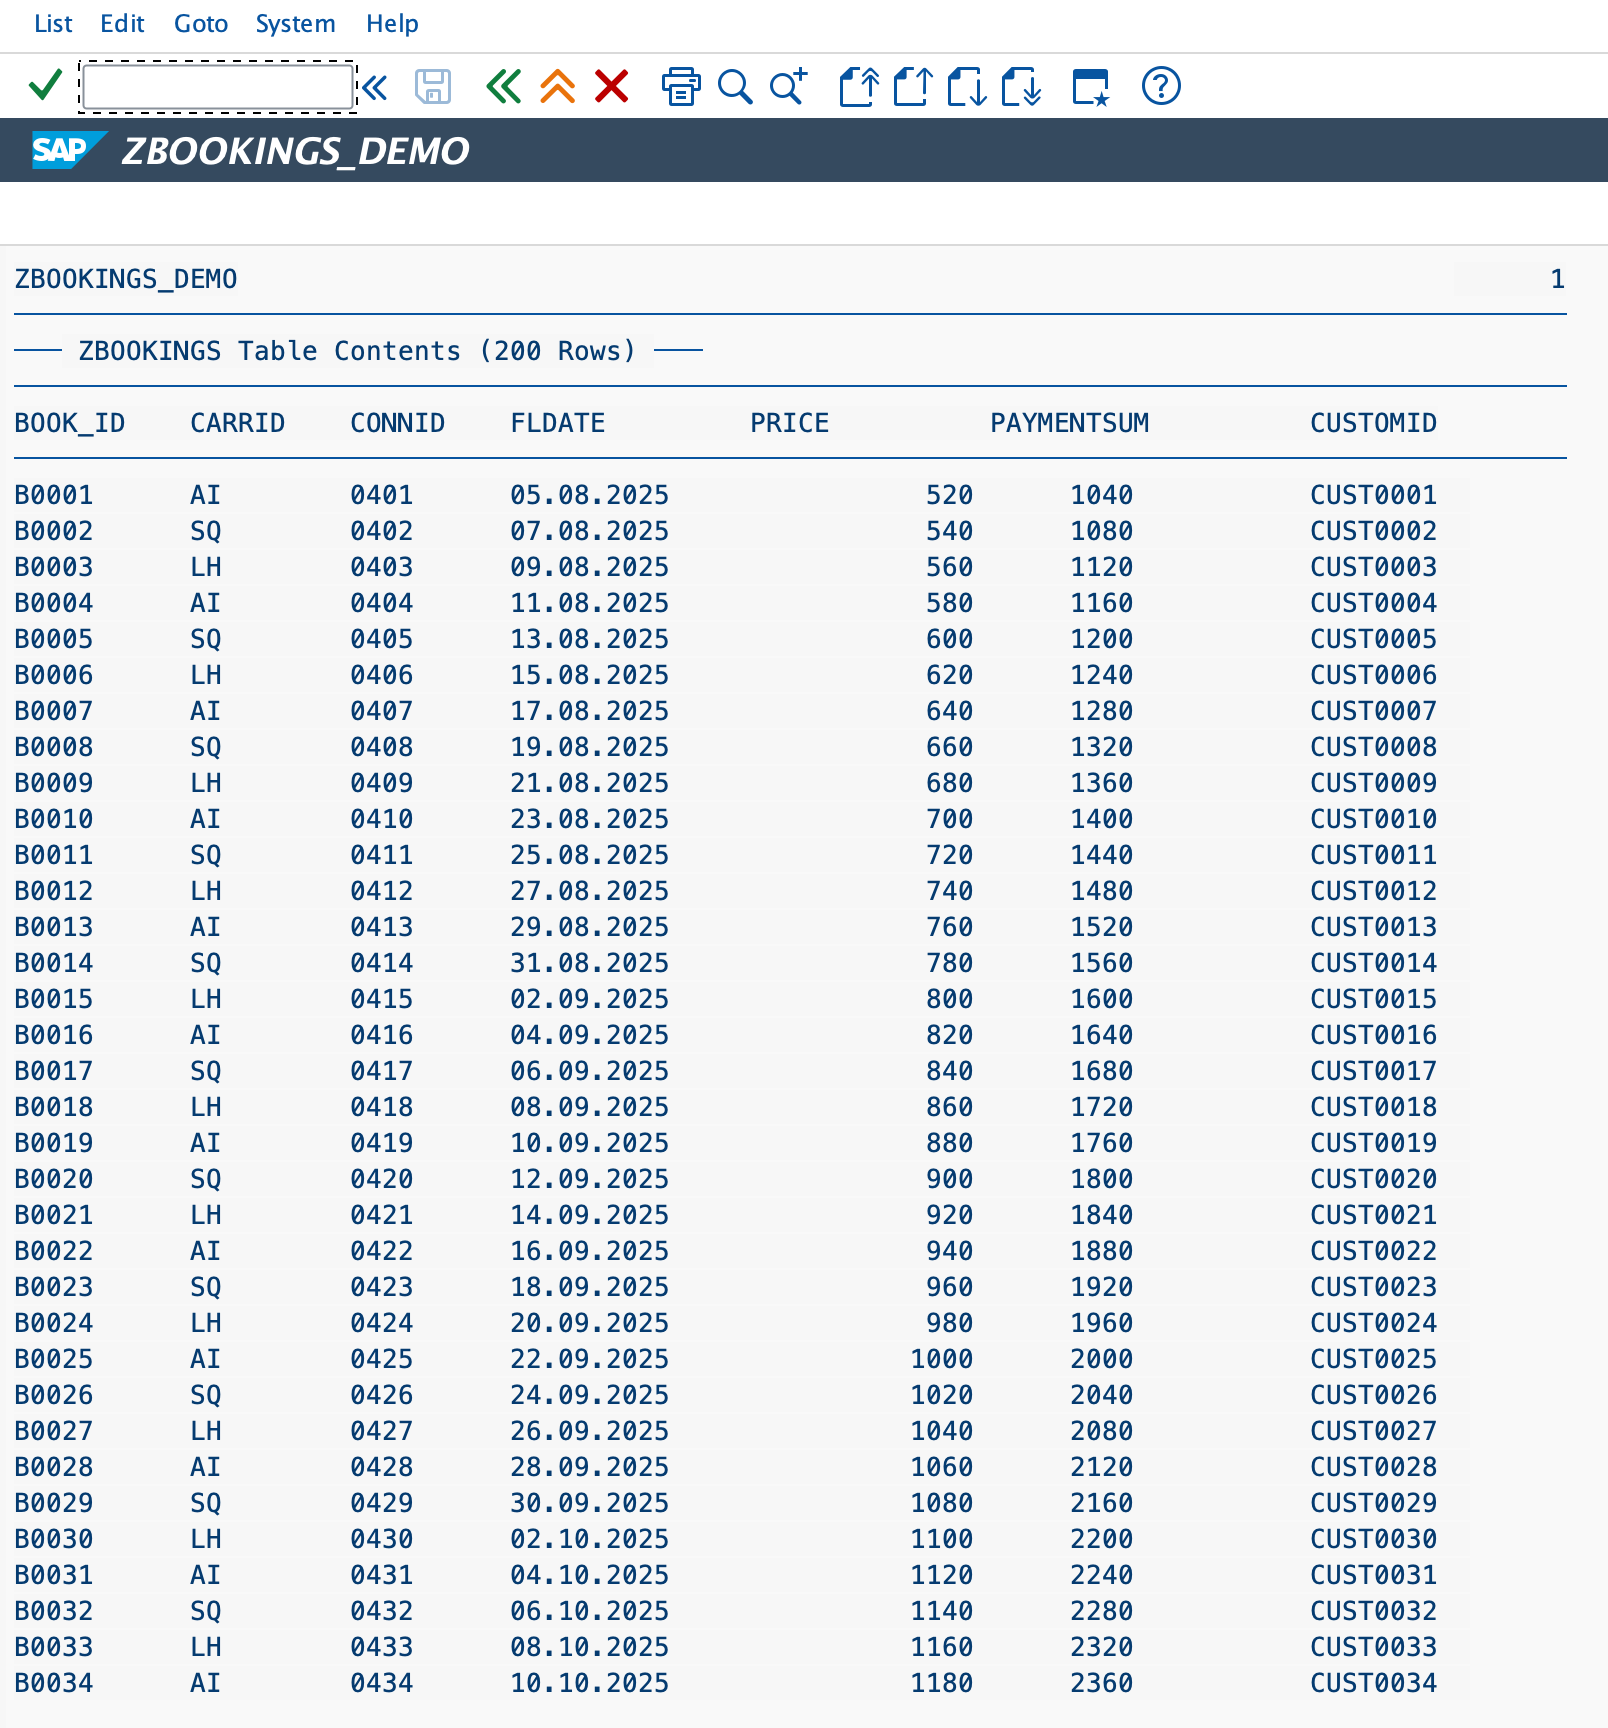 List Edit Goto System Help
SAP ZBOOKINGS_DEMO
ZBOOKINGS_DEMO 1
ZBOOKINGS Table Contents (200 Rows)
BOOK_ID CARRID CONNID FLDATE PRICE PAYMENTSUM CUSTOMID
B0001 AI 0401 05.08.2025 520 1040 CUST0001
B0002 SQ 0402 07.08.2025 540 1080 CUST0002
B0003 LH 0403 09.08.2025 560 1120 CUST0003
B0004 AI 0404 11.08.2025 580 1160 CUST0004
B0005 SQ 0405 13.08.2025 600 1200 CUST0005
B0006 LH 0406 15.08.2025 620 1240 CUST0006
B0007 AI 0407 17.08.2025 640 1280 CUST0007
B0008 SQ 0408 19.08.2025 660 1320 CUST0008
B0009 LH 0409 21.08.2025 680 1360 CUST0009
B0010 AI 0410 23.08.2025 700 1400 CUST0010
B0011 SQ 0411 25.08.2025 720 1440 CUST0011
B0012 LH 0412 27.08.2025 740 1480 CUST0012
B0013 AI 0413 29.08.2025 760 1520 CUST0013
B0014 SQ 0414 31.08.2025 780 1560 CUST0014
B0015 LH 0415 02.09.2025 800 1600 CUST0015
B0016 AI 0416 04.09.2025 820 1640 CUST0016
B0017 SQ 0417 06.09.2025 840 1680 CUST0017
B0018 LH 0418 08.09.2025 860 1720 CUST0018
B0019 AI 0419 10.09.2025 880 1760 CUST0019
B0020 SQ 0420 12.09.2025 900 1800 CUST0020
B0021 LH 0421 14.09.2025 920 1840 CUST0021
B0022 AI 0422 16.09.2025 940 1880 CUST0022
B0023 SQ 0423 18.09.2025 960 1920 CUST0023
B0024 LH 0424 20.09.2025 980 1960 CUST0024
B0025 AI 0425 22.09.2025 1000 2000 CUST0025
B0026 SQ 0426 24.09.2025 1020 2040 CUST0026
B0027 LH 0427 26.09.2025 1040 2080 CUST0027
B0028 AI 0428 28.09.2025 1060 2120 CUST0028
B0029 SQ 0429 30.09.2025 1080 2160 CUST0029
B0030 LH 0430 02.10.2025 1100 2200 CUST0030
B0031 AI 0431 04.10.2025 1120 2240 CUST0031
B0032 SQ 0432 06.10.2025 1140 2280 CUST0032
B0033 LH 0433 08.10.2025 1160 2320 CUST0033
B0034 AI 0434 10.10.2025 1180 2360 CUST0034